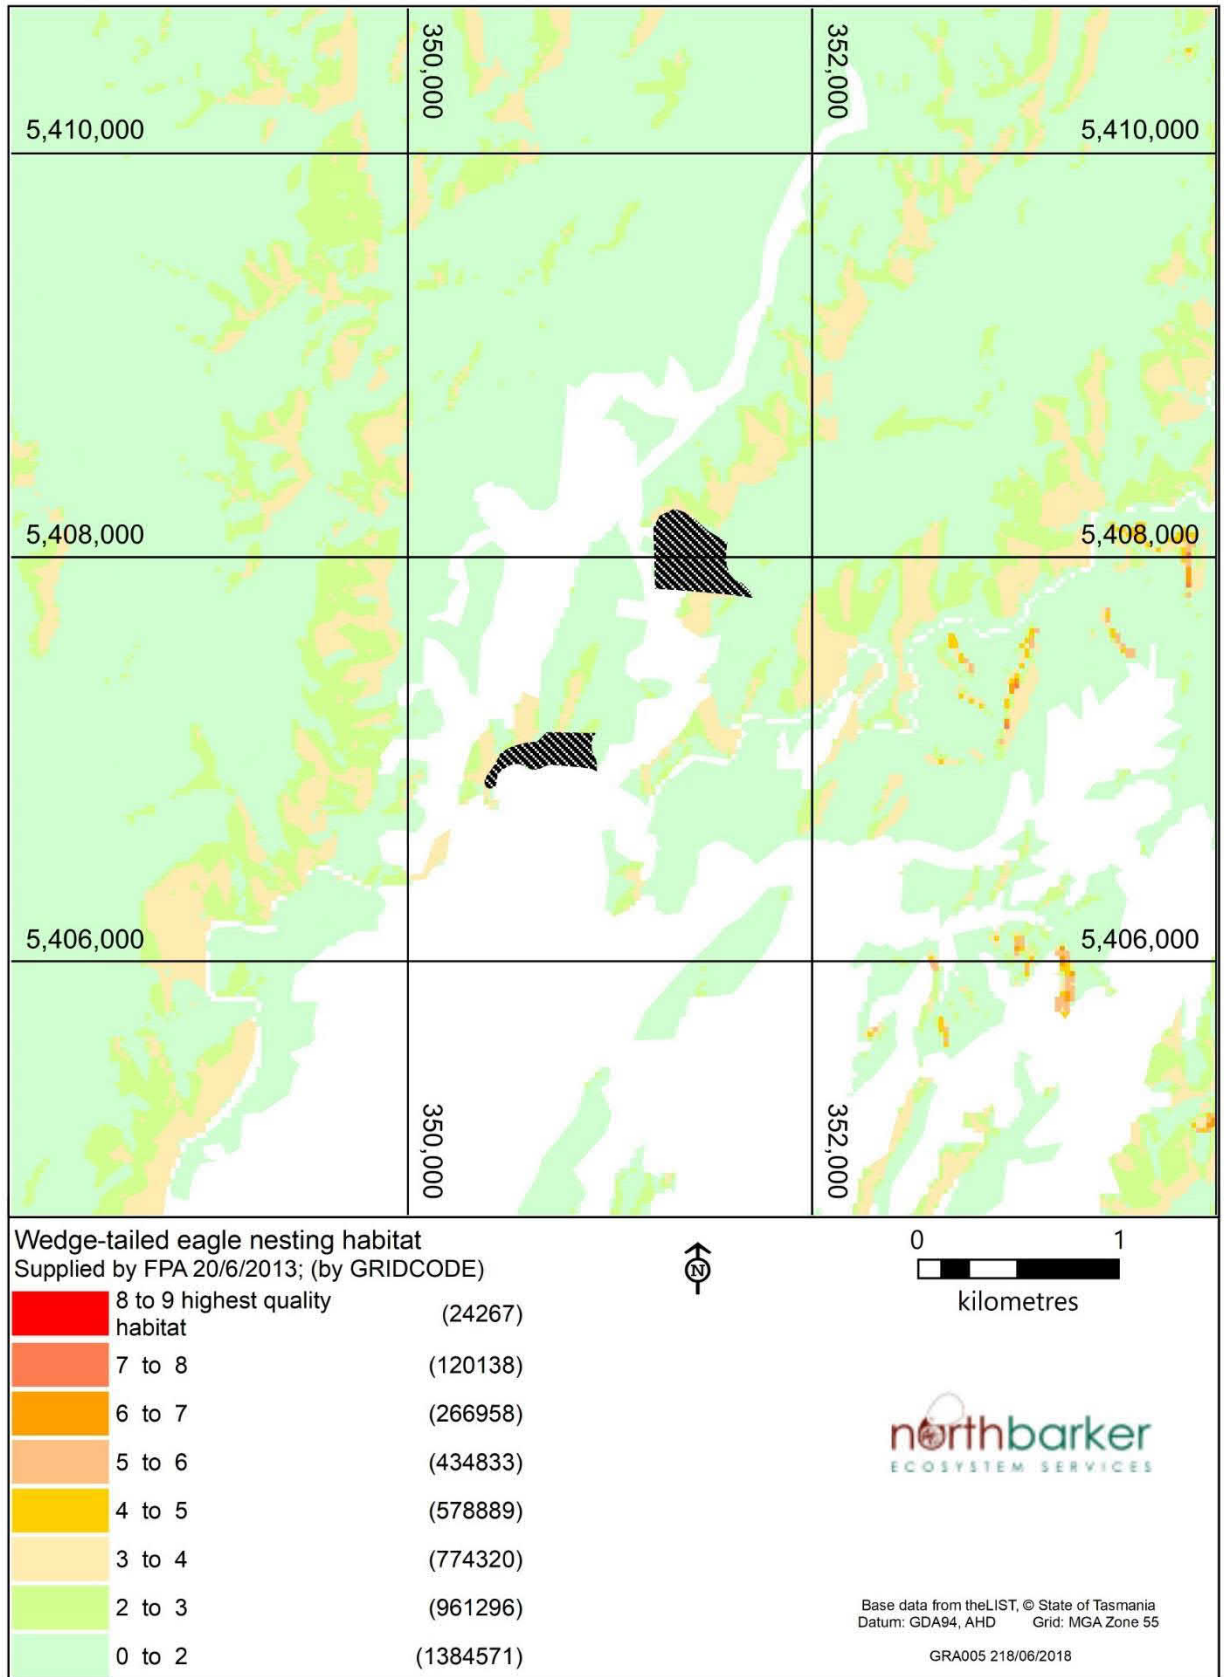 350,000
352,000
5,410,000
5,410,000
5,408,000
5,408,000
5,406,000
5,406,000
350,000
352,000
Wedge-tailed eagle nesting habitat
Supplied by FPA 20/6/2013; (by GRIDCODE)
8 to 9 highest quality
habitat (24267)
7 to 8 (120138)
6 to 7 (266958)
5 to 6 (434833)
4 to 5 (578889)
3 to 4 (774320)
2 to 3 (961296)
0 to 2 (1384571)
N
0 1
kilometres
northbarker
ECOSYSTEM SERVICES
Base data from theLIST, © State of Tasmania
Datum: GDA94, AHD Grid: MGA Zone 55
GRA005 218/06/2018